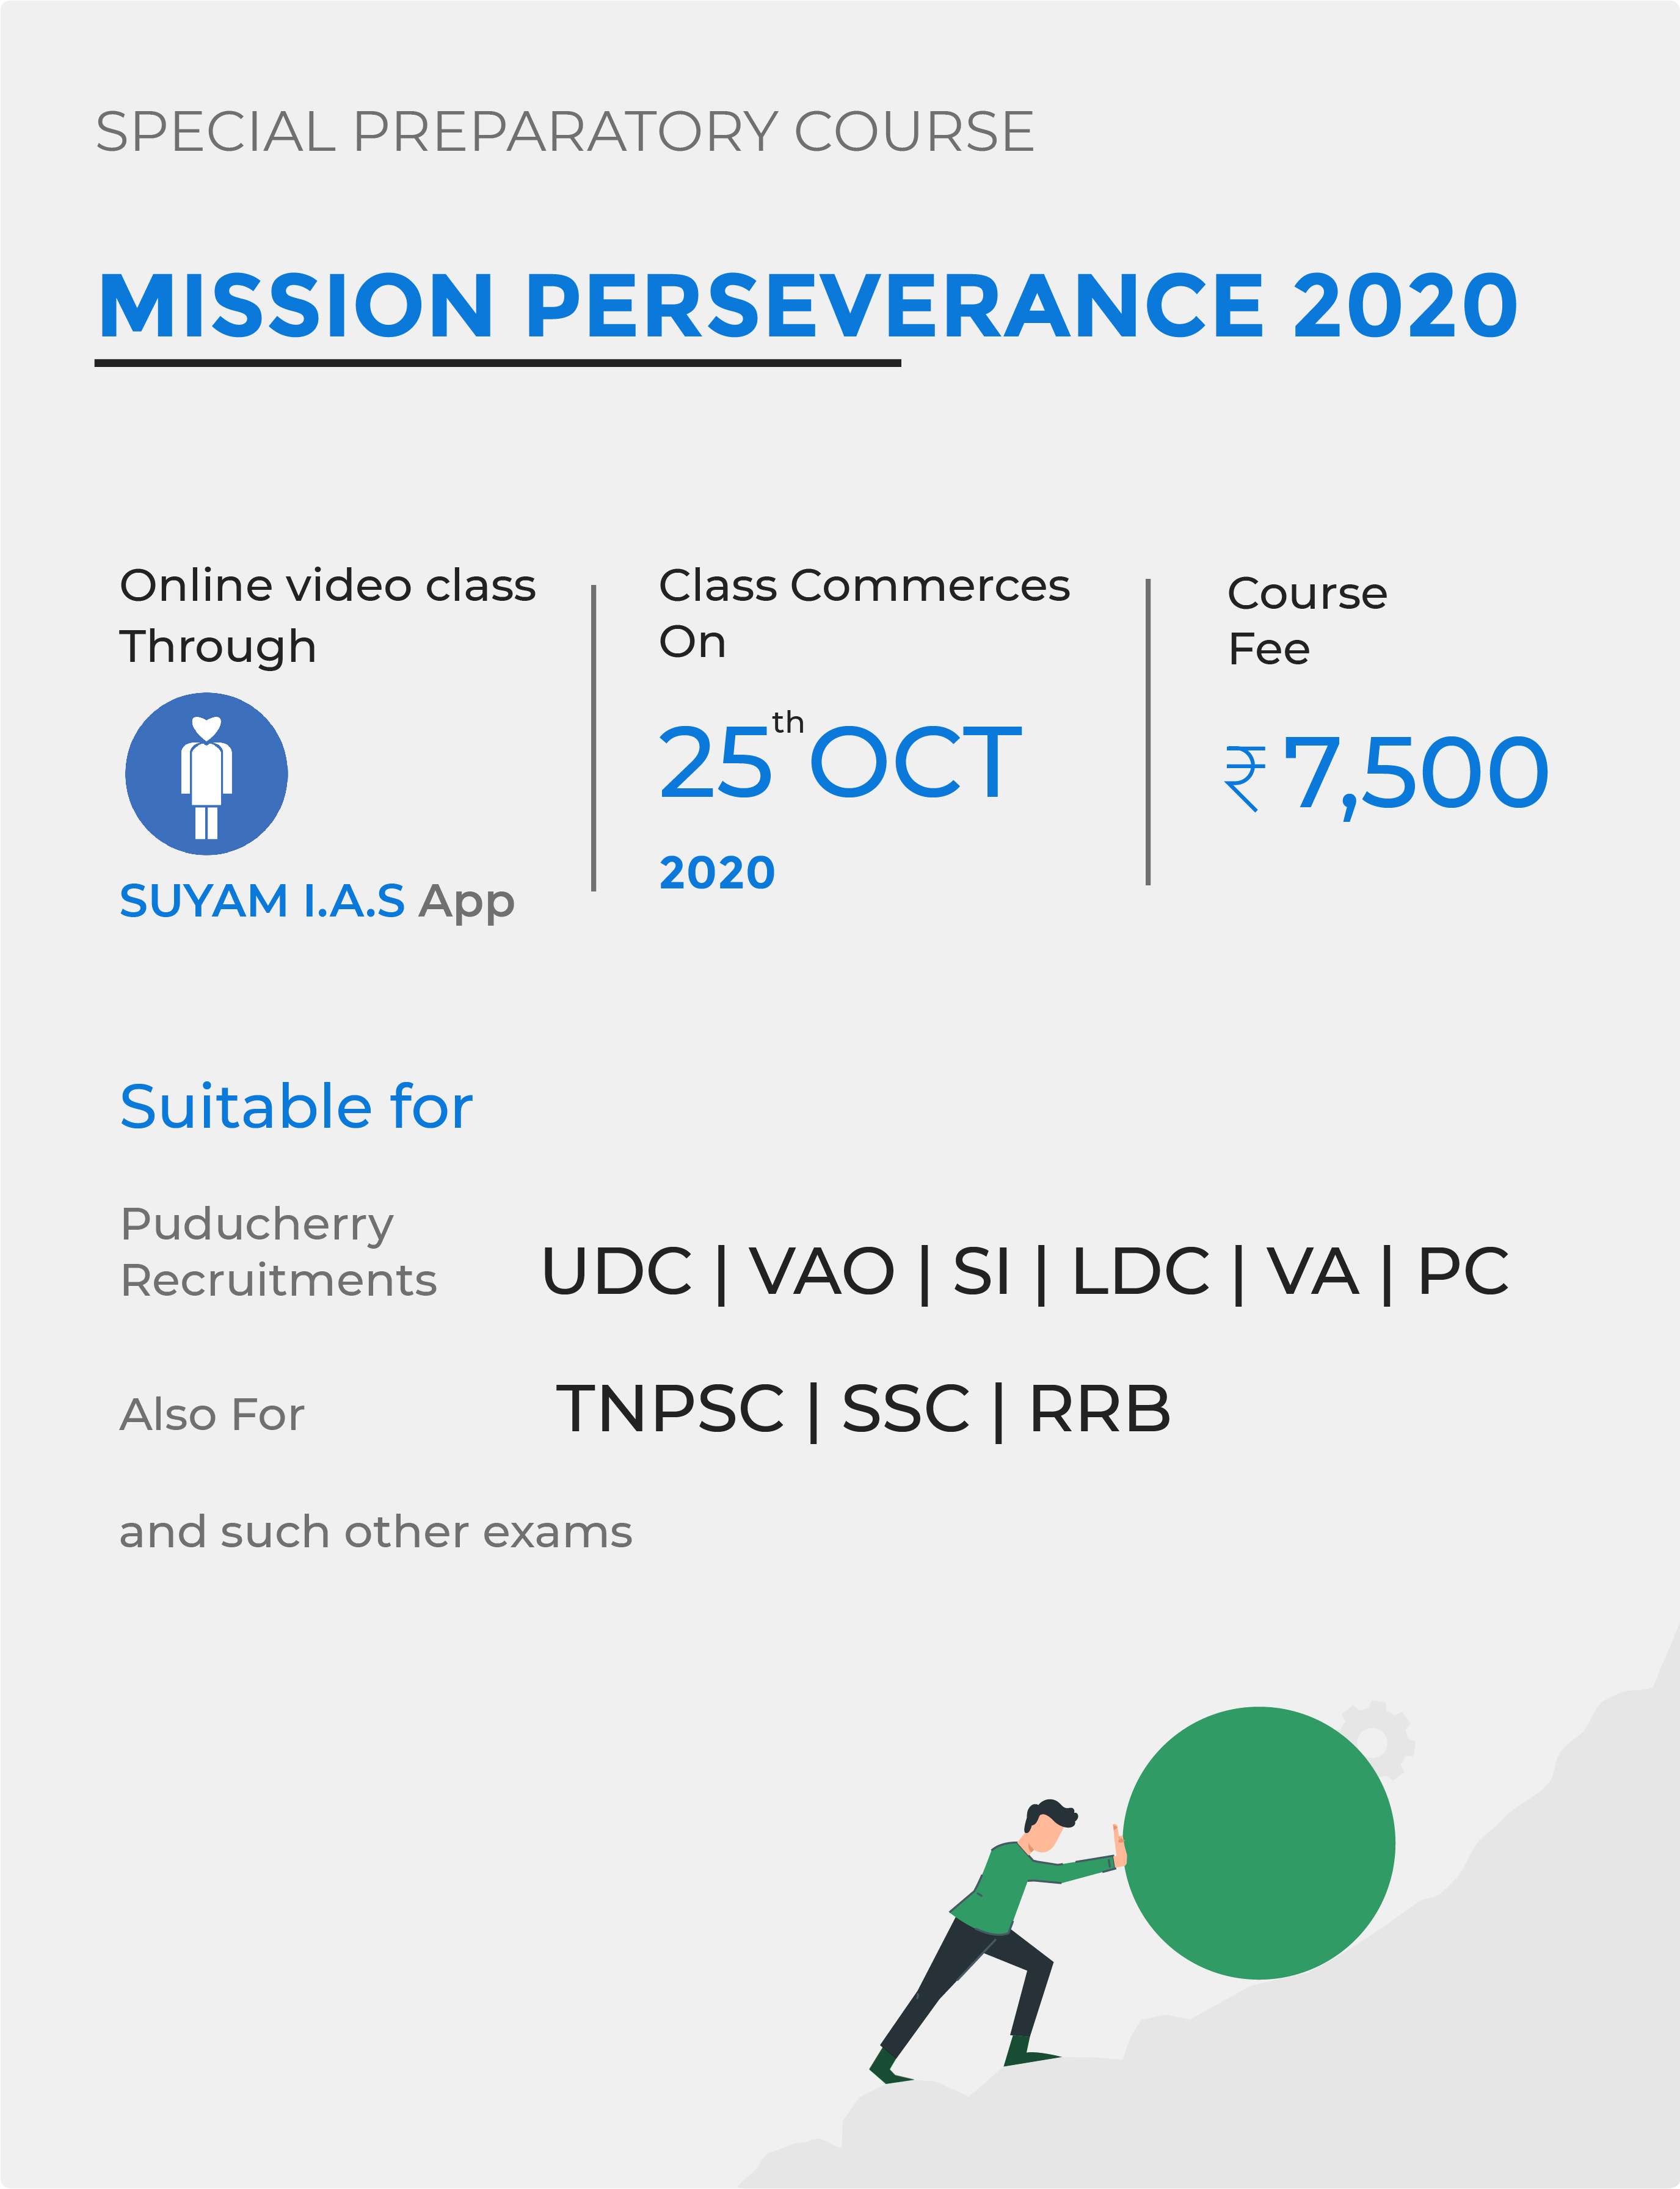 SPECIAL PREPARATORY COURSE
MISSION PERSEVERANCE 2020
Online video class
Through
SUYAM I.A.S App
Class Commerces
On
25th OCT
2020
Course
Fee
₹ 7,500
Suitable for
Puducherry
Recruitments
UDC | VAO | SI | LDC | VA | PC
Also For
TNPSC | SSC | RRB
and such other exams